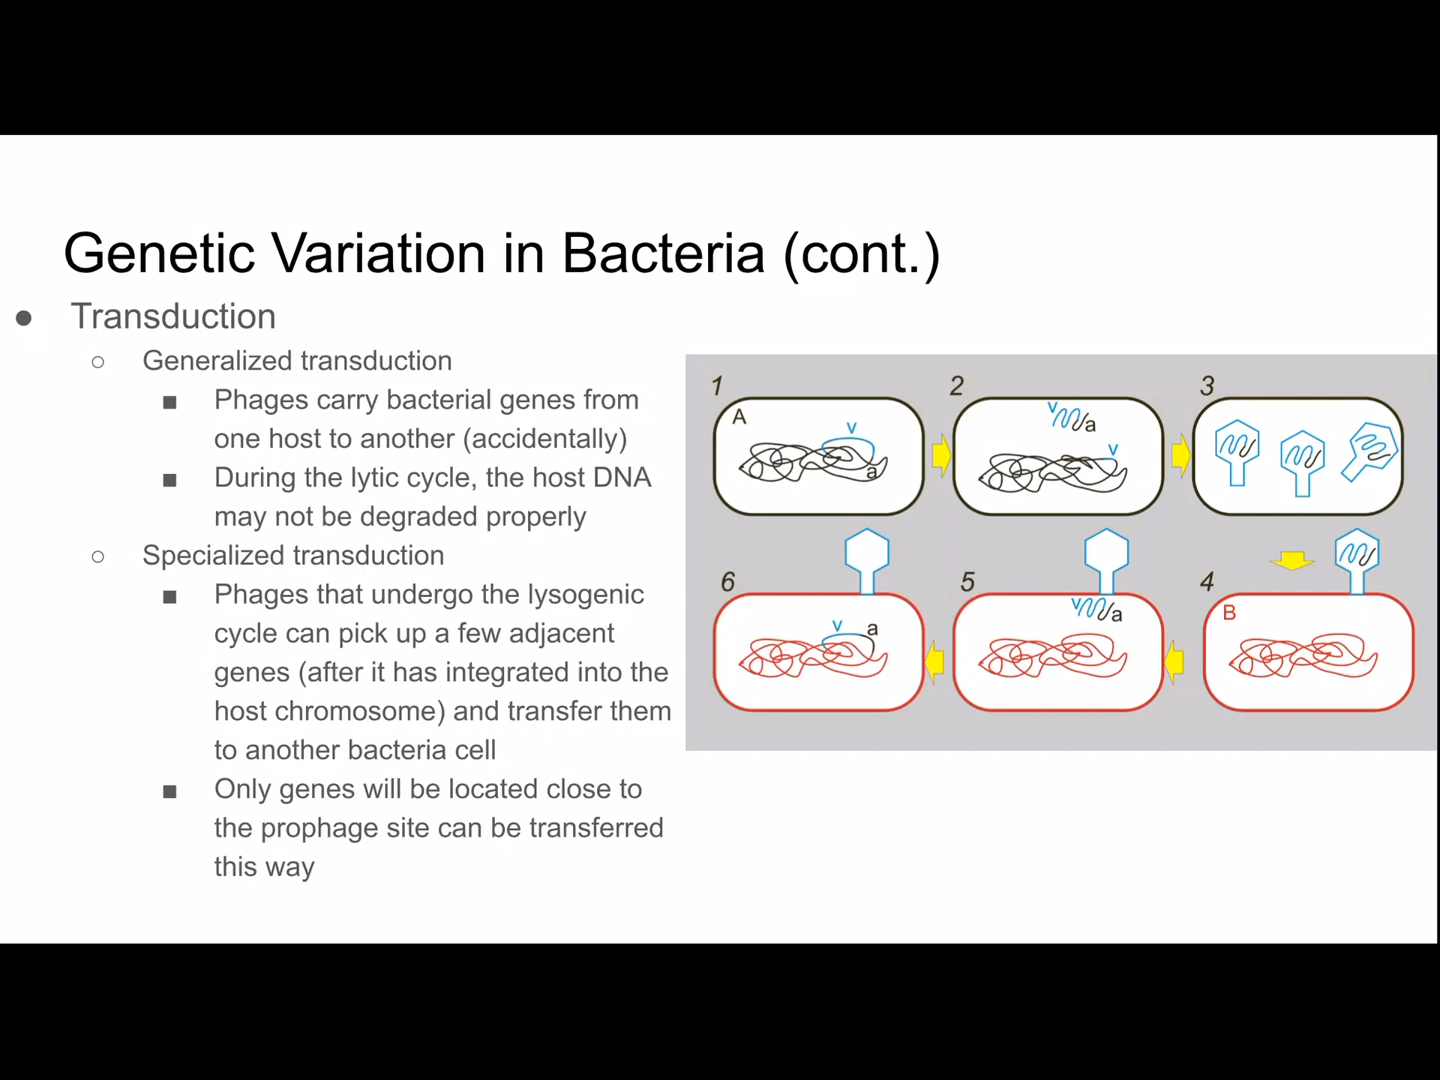 Genetic Variation in Bacteria (cont.)
● Transduction
○ Generalized transduction
■ Phages carry bacterial genes from
one host to another (accidentally)
■ During the lytic cycle, the host DNA
may not be degraded properly
○ Specialized transduction
■ Phages that undergo the lysogenic
cycle can pick up a few adjacent
genes (after it has integrated into the
host chromosome) and transfer them
to another bacteria cell
■ Only genes will be located close to
the prophage site can be transferred
this way
1
A
v
a
2
v
a
v
3
4
B
5
v
a
6
v
a